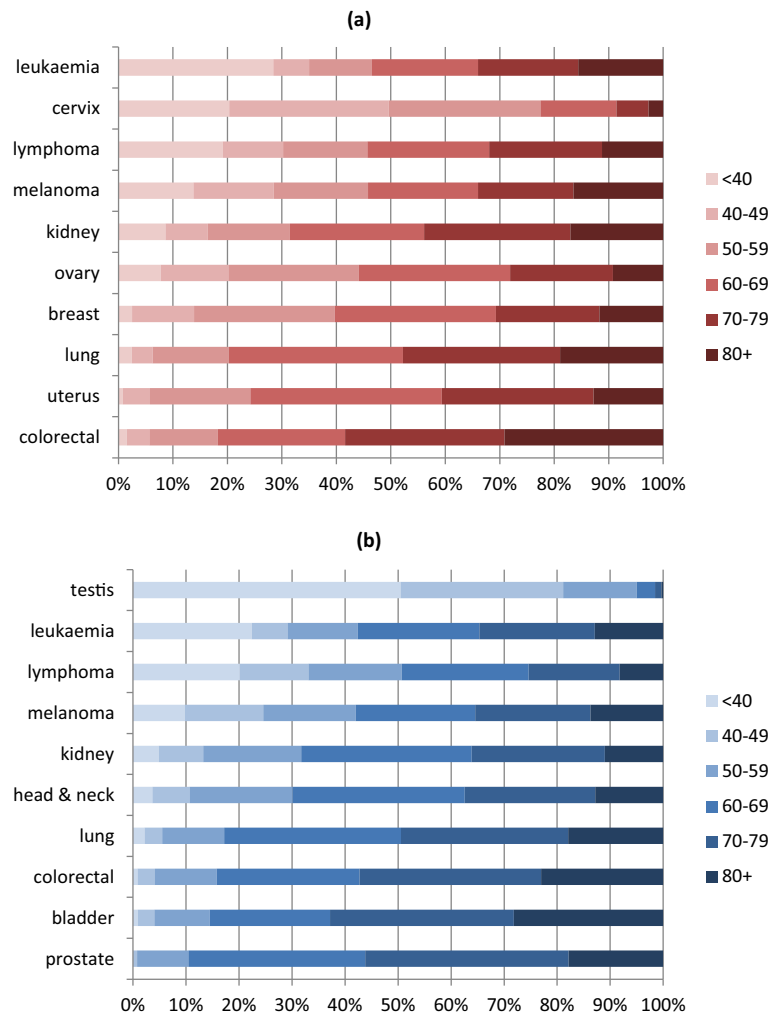 (a)
leukaemia
cervix
lymphoma
melanoma
kidney
ovary
breast
lung
uterus
colorectal
0% 10% 20% 30% 40% 50% 60% 70% 80% 90% 100%
<40
40-49
50-59
60-69
70-79
80+
(b)
testis
leukaemia
lymphoma
melanoma
kidney
head & neck
lung
colorectal
bladder
prostate
0% 10% 20% 30% 40% 50% 60% 70% 80% 90% 100%
<40
40-49
50-59
60-69
70-79
80+